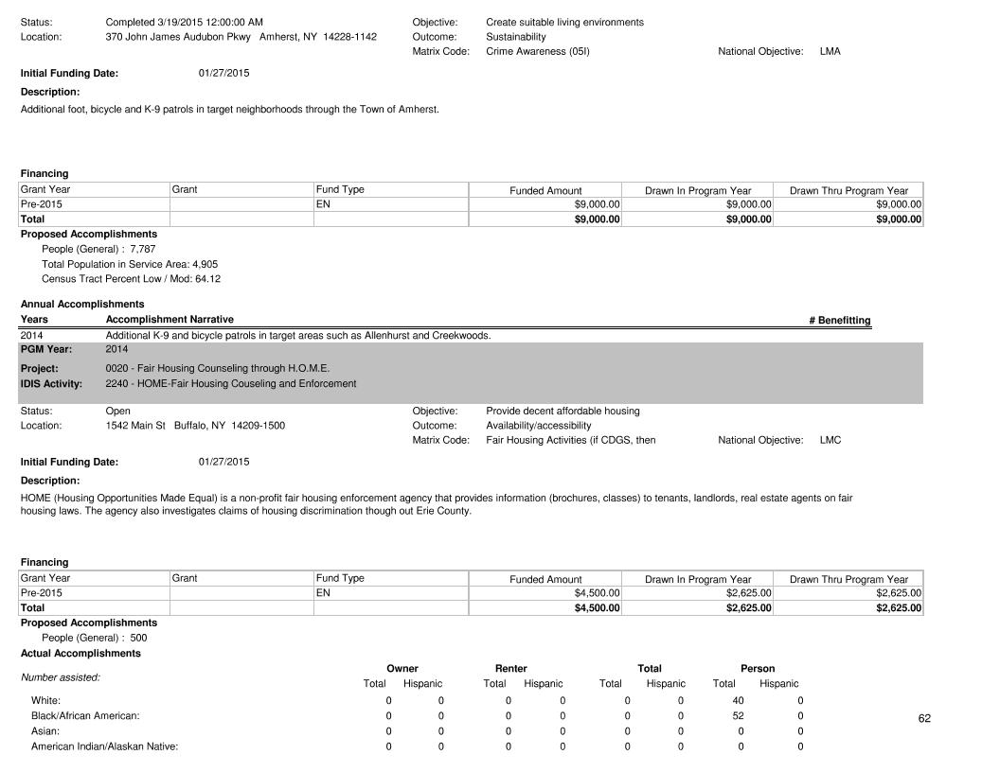 Status: Completed 3/19/2015 12:00:00 AM Objective: Create suitable living environments
Location: 370 John James Audubon Pkwy Amherst, NY 14228-1142 Outcome: Sustainability
Matrix Code: Crime Awareness (05I) National Objective: LMA
Initial Funding Date: 01/27/2015
Description:
Additional foot, bicycle and K-9 patrols in target neighborhoods through the Town of Amherst.
Financing
Grant Year Grant Fund Type Funded Amount Drawn In Program Year Drawn Thru Program Year
Pre-2015 EN $9,000.00 $9,000.00 $9,000.00
Total $9,000.00 $9,000.00 $9,000.00
Proposed Accomplishments
People (General) : 7,787
Total Population in Service Area: 4,905
Census Tract Percent Low / Mod: 64.12
Annual Accomplishments
Years Accomplishment Narrative # Benefitting
2014 Additional K-9 and bicycle patrols in target areas such as Allenhurst and Creekwoods.
PGM Year: 2014
Project: 0020 - Fair Housing Counseling through H.O.M.E.
IDIS Activity: 2240 - HOME-Fair Housing Couseling and Enforcement
Status: Open Objective: Provide decent affordable housing
Location: 1542 Main St Buffalo, NY 14209-1500 Outcome: Availability/accessibility
Matrix Code: Fair Housing Activities (if CDGS, then National Objective: LMC
Initial Funding Date: 01/27/2015
Description:
HOME (Housing Opportunities Made Equal) is a non-profit fair housing enforcement agency that provides information (brochures, classes) to tenants, landlords, real estate agents on fair
housing laws. The agency also investigates claims of housing discrimination though out Erie County.
Financing
Grant Year Grant Fund Type Funded Amount Drawn In Program Year Drawn Thru Program Year
Pre-2015 EN $4,500.00 $2,625.00 $2,625.00
Total $4,500.00 $2,625.00 $2,625.00
Proposed Accomplishments
People (General) : 500
Actual Accomplishments
Owner Renter Total Person
Number assisted: Total Hispanic Total Hispanic Total Hispanic Total Hispanic
White: 0 0 0 0 0 0 40 0
Black/African American: 0 0 0 0 0 0 52 0
Asian: 0 0 0 0 0 0 0 0
American Indian/Alaskan Native: 0 0 0 0 0 0 0 0
62